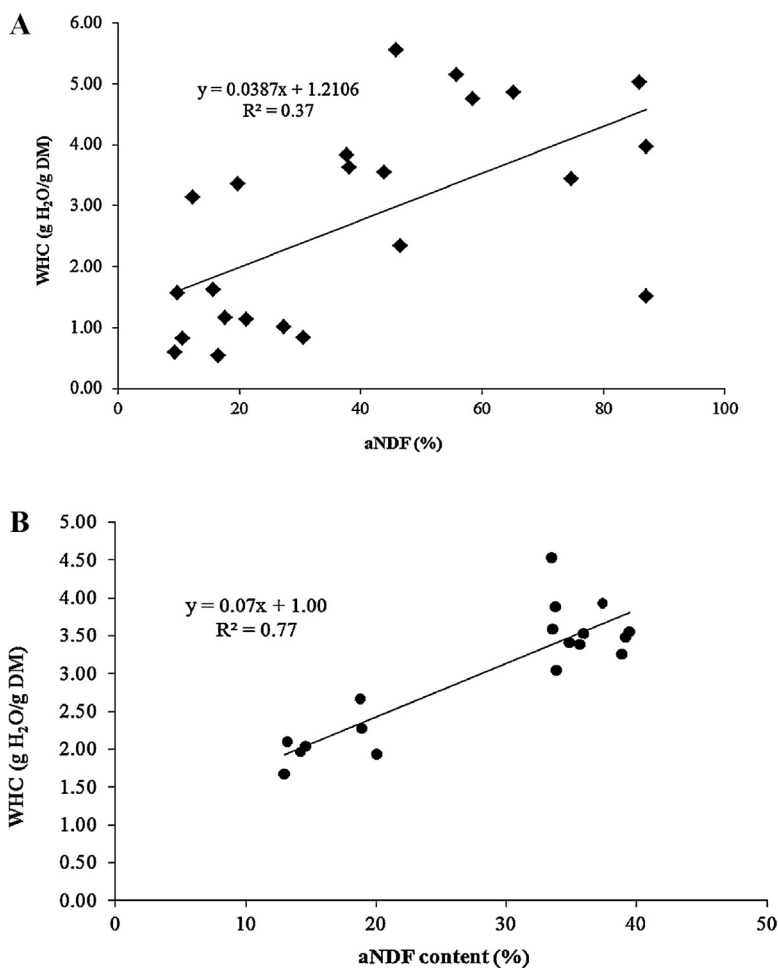 A
6.00
5.00
4.00
3.00
2.00
1.00
0.00
WHC (g H₂O/g DM)
y = 0.0387x + 1.2106
R² = 0.37
0 20 40 60 80 100
aNDF (%)
B
5.00
4.50
4.00
3.50
3.00
2.50
2.00
1.50
1.00
0.50
0.00
WHC (g H₂O/g DM)
y = 0.07x + 1.00
R² = 0.77
0 10 20 30 40 50
aNDF content (%)